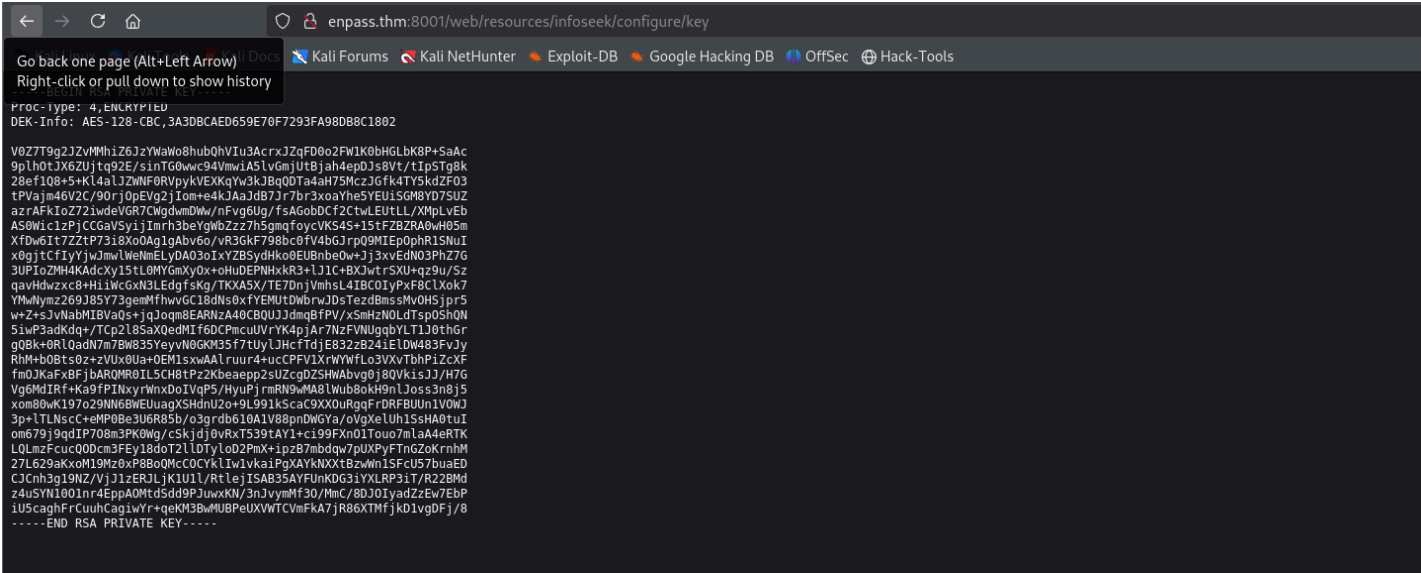 enpass.thm:8001/web/resources/infoseek/configure/key
Go back one page (Alt+Left Arrow)
Right-click or pull down to show history
Kali Docs
Kali Forums
Kali NetHunter
Exploit-DB
Google Hacking DB
OffSec
Hack-Tools
-----BEGIN RSA PRIVATE KEY-----
Proc-Type: 4,ENCRYPTED
DEK-Info: AES-128-CBC,3A3DBCAED659E70F7293FA98DB8C1802

V0Z7T9g2JZvMMhiZ6JzYWaWo8hubQhVIu3AcrxJZqFD0o2FW1K0bHGLbK8P+SaAc
9plhOtJX6ZUjtq92E/sinTG0wwc94VmwiA5lvGmjUtBjah4epDJs8Vt/tIpSTg8k
28ef1Q8+5+Kl4alJZWNF0RVpykVEXKqYw3kJBqQDTa4aH75MczJGfk4TY5kdZFO3
tPVajm46V2C/9OrjOpEVg2jIom+e4kJAaJdB7Jr7br3xoaYhe5YEUiSGM8YD7SUZ
azrAFkIoZ72iwdeVGR7CWgdwmDWw/nFvg6Ug/fsAGobDCf2CtwLEUtLL/XMpLvEb
AS0Wic1zPjCCGaVSyijImrh3beYgWbZzz7h5gmqfoycVKS4S+15tFZBZRA0wH05m
XfDw6It7ZZtP73i8XoOAg1gAbv6o/vR3GkF798bc0fV4bGJrpQ9MIEpOphR1SNuI
x0gjtCfIyYjwJmwlWeNmELyDAO3oIxYZBSydHko0EUBnbeOw+Jj3xvEdNO3PhZ7G
3UPIoZMH4KAdcXy15tL0MYGmXyOx+oHuDEPNHxkR3+lJ1C+BXJwtrSXU+qz9u/Sz
qavHdwzxc8+HiiWcGxN3LEdgfsKg/TKXA5X/TE7DnjVmhsL4IBCOIyPxF8ClXok7
YMwNymz269J85Y73gemMfhwvGC18dNs0xfYEMUtDWbrwJDsTezdBmssMvOHSjpr5
w+Z+sJvNabMIBVaQs+jqJoqm8EARNzA40CBQUJJdmqBfPV/xSmHzNOLdTspOShQN
5iwP3adKdq+/TCp2l8SaXQedMIf6DCPmcuUVrYK4pjAr7NzFVNUgqbYLT1J0thGr
gQBk+0RlQadN7m7BW835YeyvN0GKM35f7tUylJHcfTdjE832zB24iElDW483FvJy
RhM+bOBts0z+zVUx0Ua+OEM1sxwAAlruur4+ucCPFV1XrWYWfLo3VXvTbhPiZcXF
fmOJKaFxBFjbARQMR0IL5CH8tPz2Kbeaepp2sUZcgDZSHWAbvg0j8QVkisJJ/H7G
Vg6MdIRf+Ka9fPINxyrWnxDoIVqP5/HyuPjrmRN9wMA8lWub8okH9nlJoss3n8j5
xom80wK197o29NN6BWEUuagXSHdnU2o+9L991kScaC9XXOuRgqFrDRFBUUn1VOWJ
3p+lTLNscC+eMP0Be3U6R85b/o3grdb610A1V88pnDWGYa/oVgXelUh1SsHA0tuI
om679j9qdIP7O8m3PK0Wg/cSkjdj0vRxT539tAY1+ci99FXnO1Touo7mlaA4eRTK
LQLmzFcucQODcm3FEy18doT2llDTyloD2PmX+ipzB7mbdqw7pUXPyFTnGZoKrnhM
27L629aKxoM19Mz0xP8BoQMcCOCYklIw1vkaiPgXAYkNXXtBzwWn1SFcU57buaED
CJCnh3g19NZ/VjJ1zERJLjK1U1l/RtlejISAB35AYFUnKDG3iYXLRP3iT/R22BMd
z4uSYN10O1nr4EppAOMtdSdd9PJuwxKN/3nJvymMf3O/MmC/8DJOIyadZzEw7EbP
iU5caghFrCuuhCagiwYr+qeKM3BwMUBPeUXVWTCVmFkA7jR86XTMfjkD1vgDFj/8
-----END RSA PRIVATE KEY-----